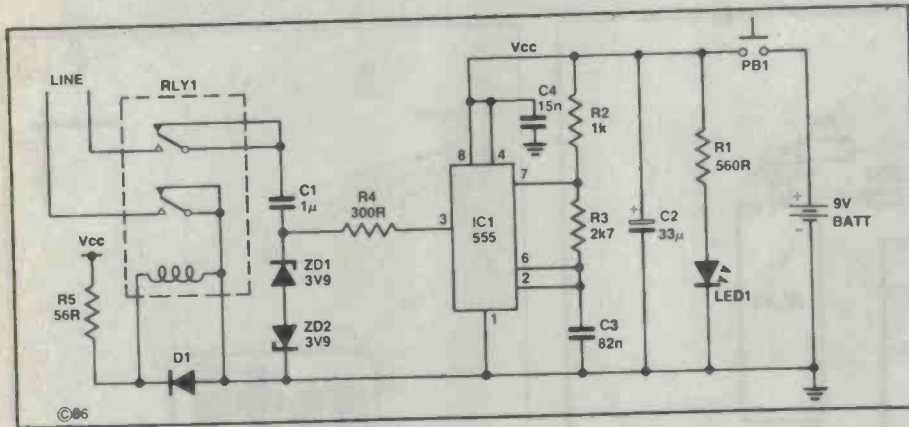 LINE
RLY1
Vcc
R5
56R
D1
C1
1μ
ZD1
3V9
ZD2
3V9
R4
300R
3
Vcc
C4
15n
8
4
7
6
2
1
IC1
555
R2
1k
R3
2k7
C3
82n
+
C2
33μ
R1
560R
LED1
PB1
+
9V
BATT
-
©86